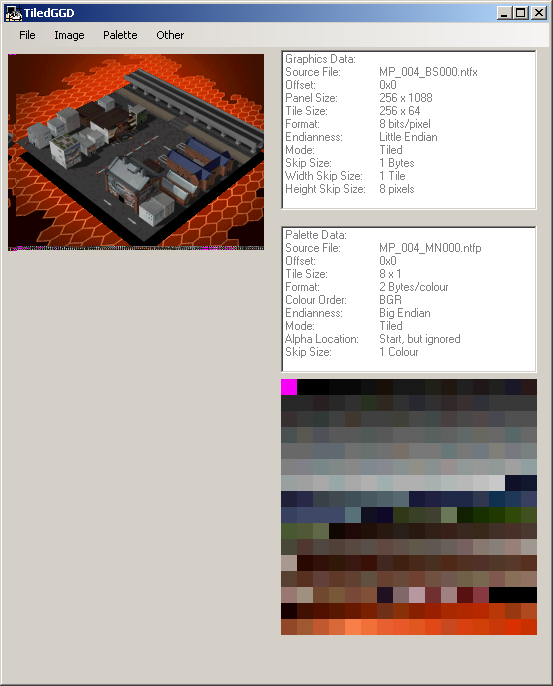 TiledGGD
File Image Palette Other
Graphics Data:
Source File: MP_004_BS000.ntfx
Offset: 0x0
Panel Size: 256 x 1088
Tile Size: 256 x 64
Format: 8 bits/pixel
Endianness: Little Endian
Mode: Tiled
Skip Size: 1 Bytes
Width Skip Size: 1 Tile
Height Skip Size: 8 pixels
Palette Data:
Source File: MP_004_MN000.ntfp
Offset: 0x0
Tile Size: 8 x 1
Format: 2 Bytes/colour
Colour Order: BGR
Endianness: Big Endian
Mode: Tiled
Alpha Location: Start, but ignored
Skip Size: 1 Colour